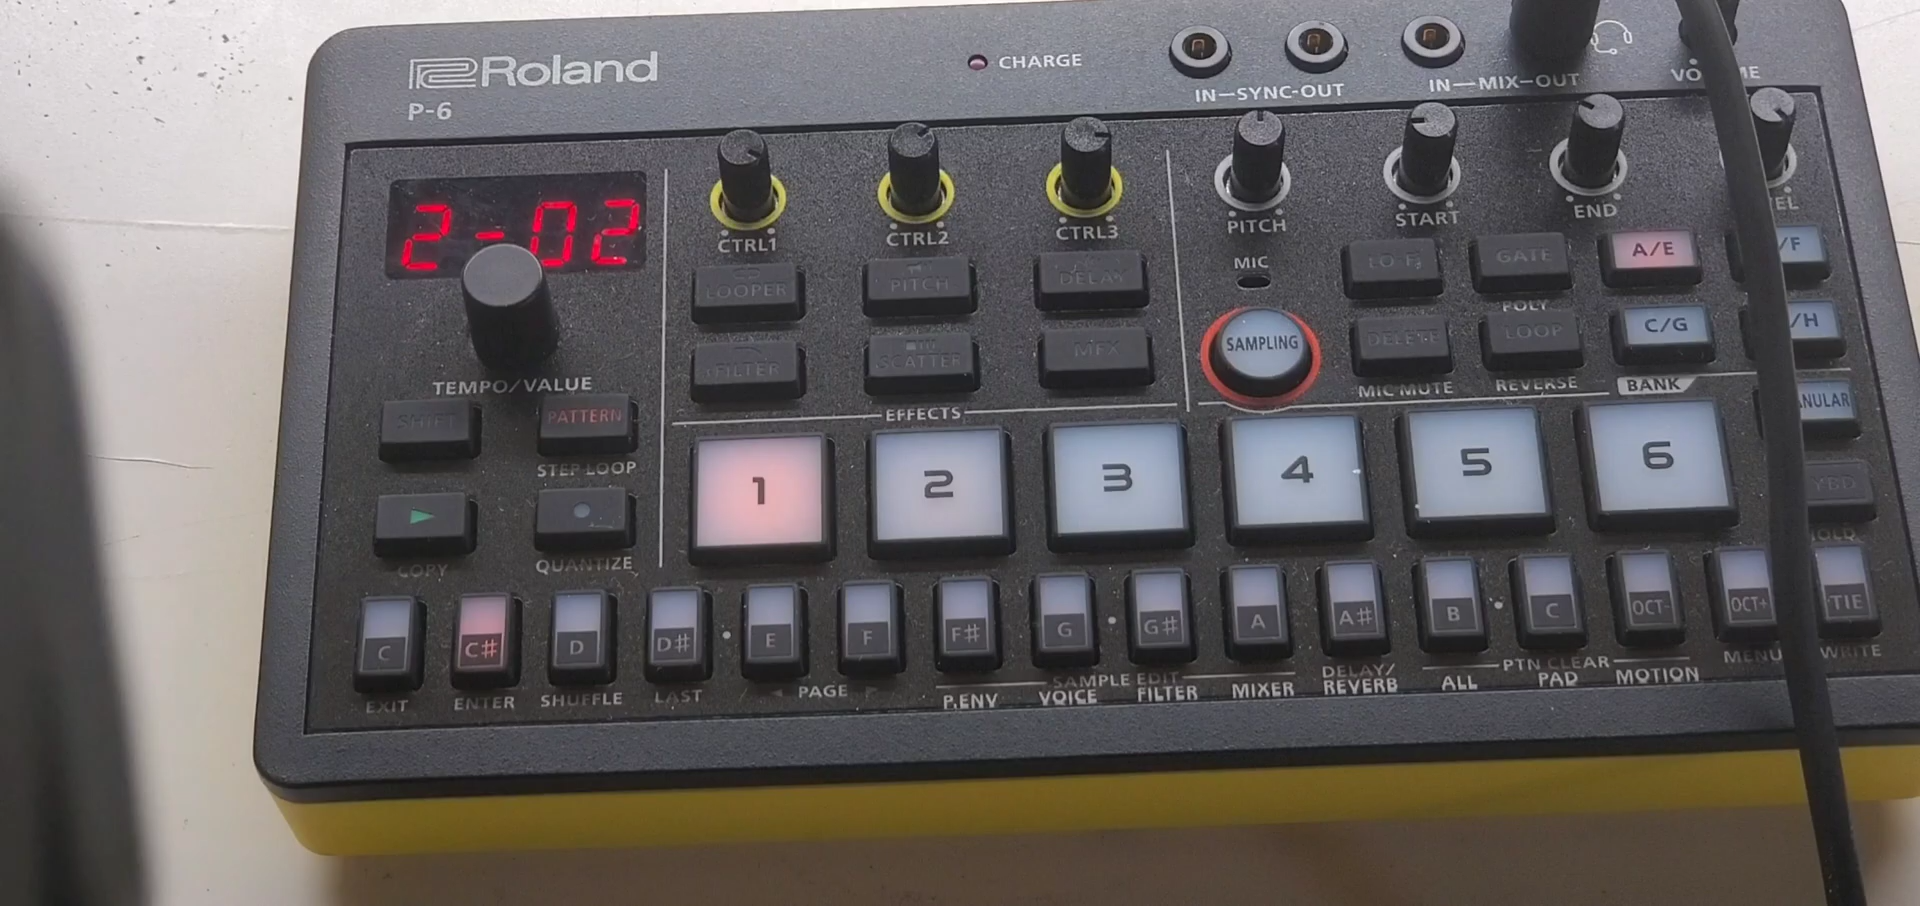 Roland
P-6
CHARGE
IN—SYNC-OUT
IN—MIX—OUT
2-02
CTRL1
CTRL2
CTRL3
PITCH
START
END
MIC
LOOPER
PITCH
DELAY
GATE
A/E
/F
POLY
TEMPO/VALUE
FILTER
SCATTER
MFX
SAMPLING
DELETE
LOOP
C/G
/H
MIC MUTE
REVERSE
BANK
EFFECTS
SHIFT
PATTERN
STEP LOOP
1
2
3
4
5
6
COPY
QUANTIZE
C
C#
D
D#
E
F
F#
G
G#
A
A#
B
C
OCT-
OCT+
TIE
EXIT
ENTER
SHUFFLE
LAST
PAGE
SAMPLE EDIT
P.ENV
VOICE
FILTER
MIXER
DELAY/
REVERB
PTN CLEAR
ALL
PAD
MOTION
MENU
WRITE